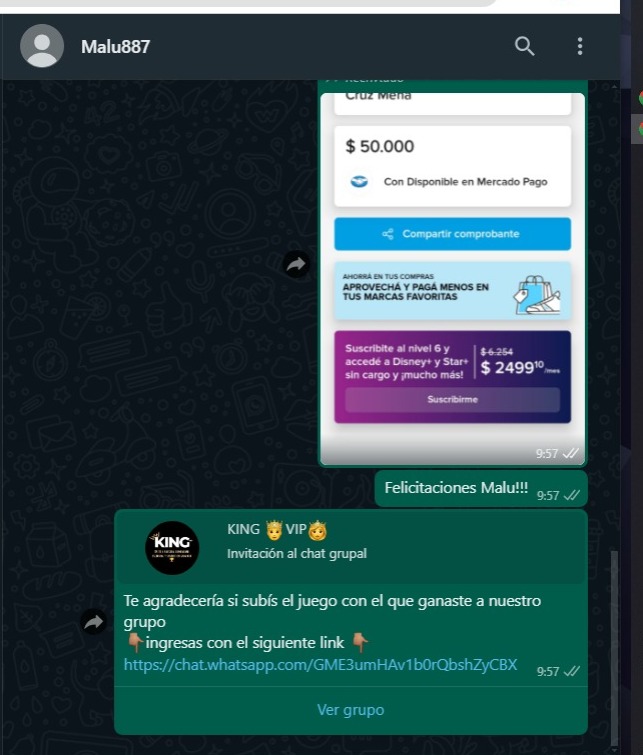 Malu887
Cruz Mena
$ 50.000
Con Disponible en Mercado Pago
Compartir comprobante
AHORRÁ EN TUS COMPRAS
APROVECHÁ Y PAGÁ MENOS EN
TUS MARCAS FAVORITAS
Suscribite al nivel 6 y
accedé a Disney+ y Star+
sin cargo y ¡mucho más!
$ 6.254
$ 2499¹⁰ /mes
Suscribirme
9:57
Felicitaciones Malu!!! 9:57
KING
KING 🤴VIP👸
Invitación al chat grupal
Te agradecería si subís el juego con el que ganaste a nuestro
grupo
👇🏽ingresas con el siguiente link 👇🏽
https://chat.whatsapp.com/GME3umHAv1b0rQbshZyCBX 9:57
Ver grupo